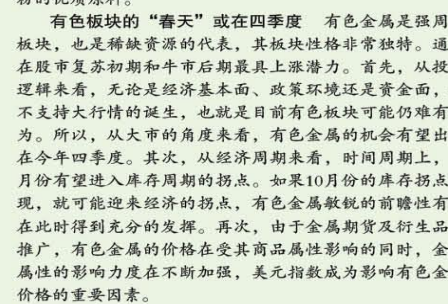 有色板块的“春天”或在四季度　有色金属是强周
板块，也是稀缺资源的代表，其板块性格非常独特。通
在股市复苏初期和牛市后期最具上涨潜力。首先，从投
逻辑来看，无论是经济基本面、政策环境还是资金面，
不支持大行情的诞生，也就是目前有色板块可能仍难有
为。所以，从大市的角度来看，有色金属的机会有望出
在今年四季度。其次，从经济周期来看，时间周期上，
月份有望进入库存周期的拐点。如果10月份的库存拐点
现，就可能迎来经济的拐点，有色金属敏锐的前瞻性有
在此时得到充分的发挥。再次，由于金属期货及衍生品
推广，有色金属的价格在受其商品属性影响的同时，金
属性的影响力度在不断加强，美元指数成为影响有色金
价格的重要因素。